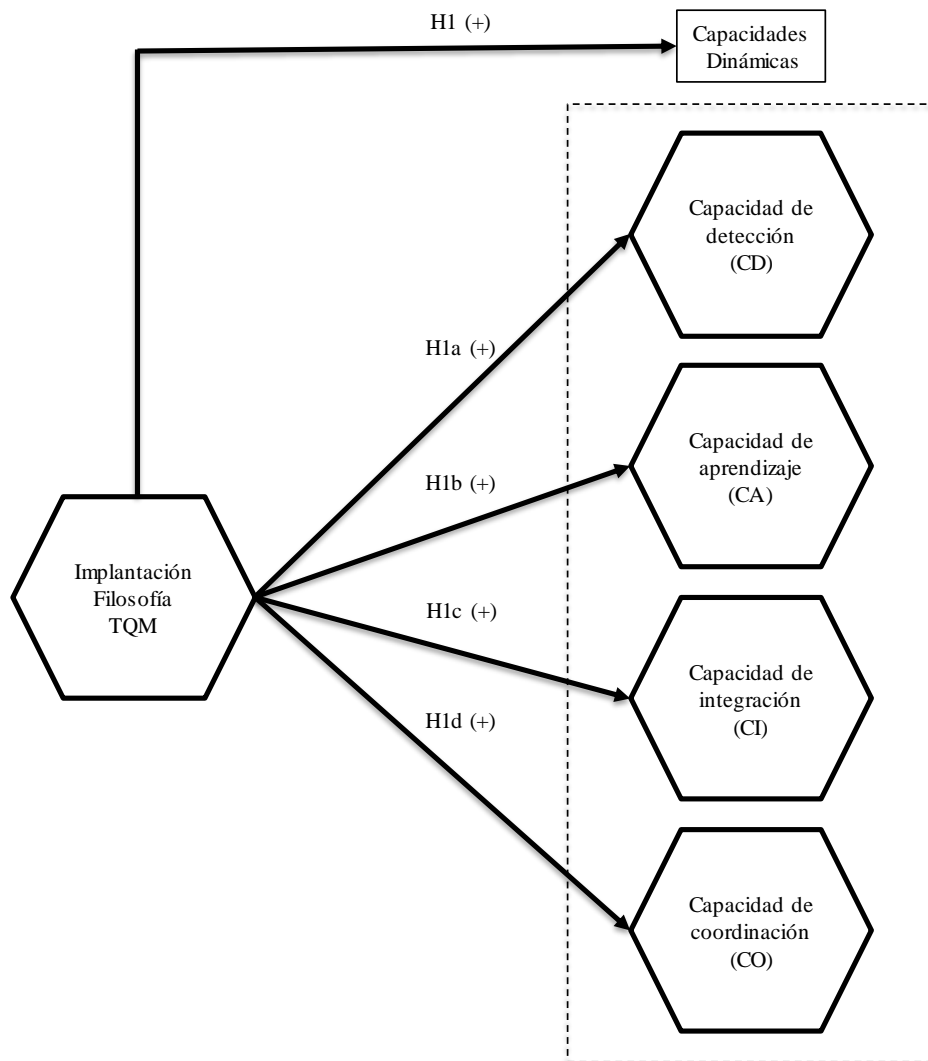 H1 (+)
Capacidades
Dinámicas
Capacidad de
detección
(CD)
H1a (+)
Capacidad de
aprendizaje
(CA)
H1b (+)
Implantación
Filosofía
TQM
H1c (+)
Capacidad de
integración
(CI)
H1d (+)
Capacidad de
coordinación
(CO)